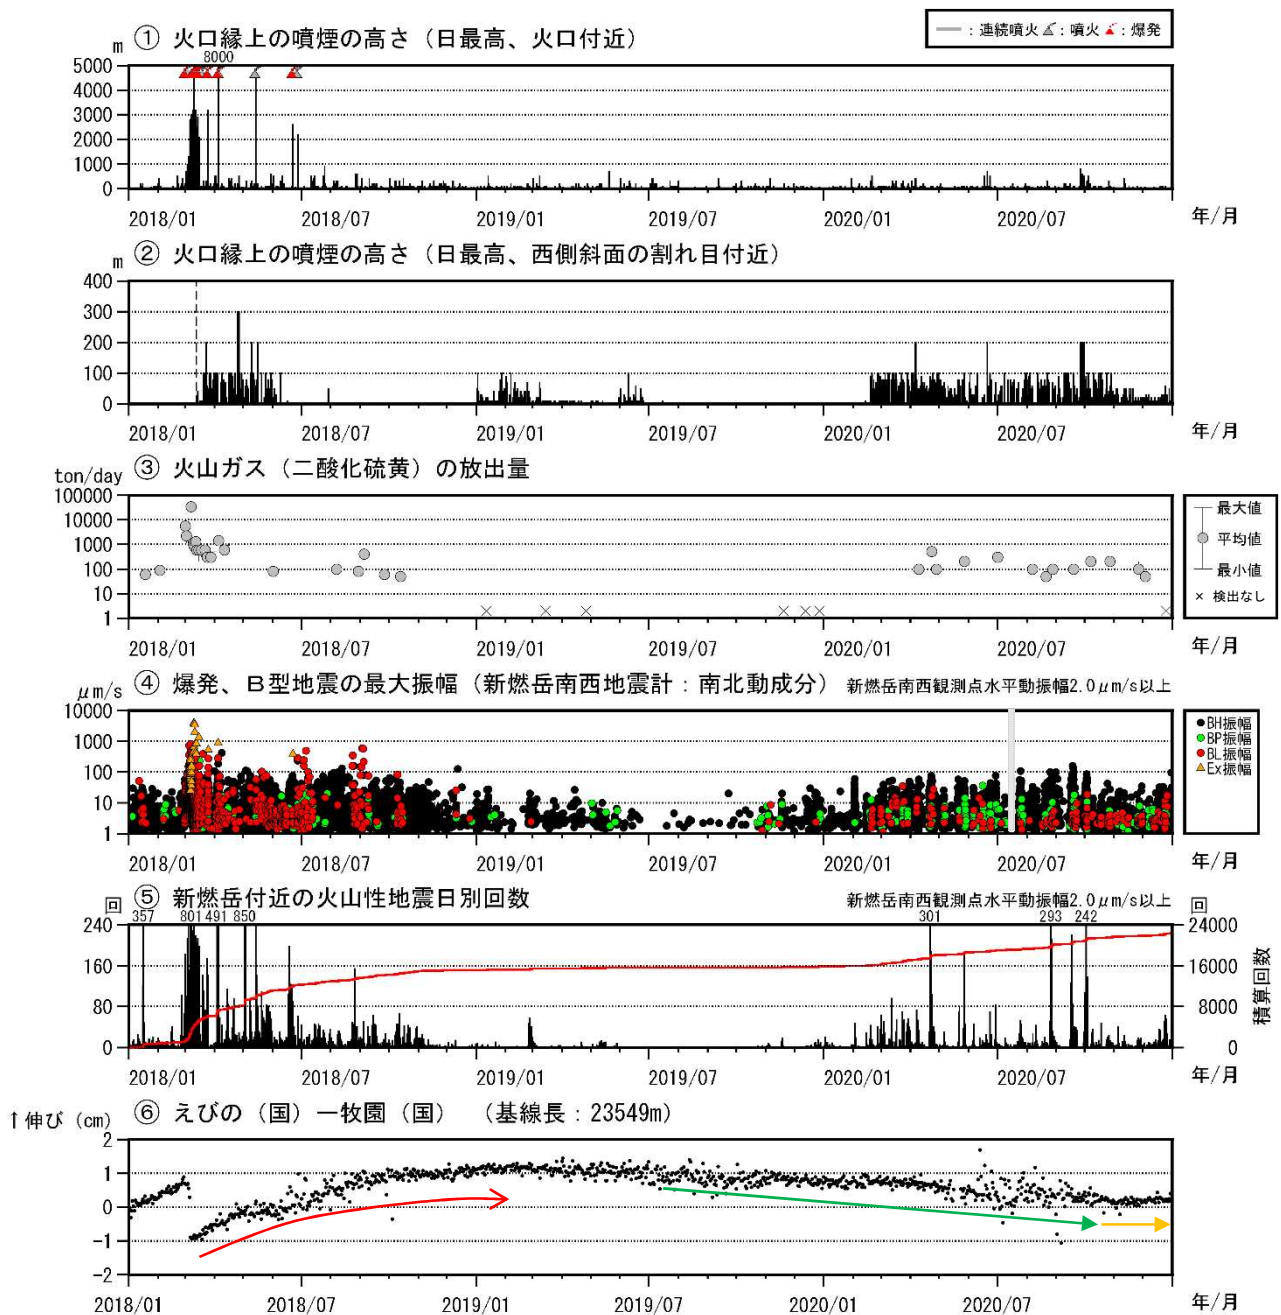 ① 火口縁上の噴煙の高さ（日最高、火口付近）
━：連続噴火 ：噴火 ：爆発
m
8000
5000
4000
3000
2000
1000
0
2018/01 2018/07 2019/01 2019/07 2020/01 2020/07 年/月
② 火口縁上の噴煙の高さ（日最高、西側斜面の割れ目付近）
m
400
300
200
100
0
2018/01 2018/07 2019/01 2019/07 2020/01 2020/07 年/月
③ 火山ガス（二酸化硫黄）の放出量
ton/day
100000
10000
1000
100
10
1
最大値
平均値
最小値
× 検出なし
2018/01 2018/07 2019/01 2019/07 2020/01 2020/07 年/月
④ 爆発、B型地震の最大振幅（新燃岳南西地震計：南北動成分） 新燃岳南西観測点水平動振幅2.0μm/s以上
μm/s
10000
1000
100
10
1
●BH振幅
●BP振幅
●BL振幅
▲Ex振幅
2018/01 2018/07 2019/01 2019/07 2020/01 2020/07 年/月
⑤ 新燃岳付近の火山性地震日別回数 新燃岳南西観測点水平動振幅2.0μm/s以上
回 357 801 491 850 301 293 242 回
240 24000
160 16000
80 8000
0 0
積算回数
2018/01 2018/07 2019/01 2019/07 2020/01 2020/07 年/月
⑥ えびの（国）ー牧園（国） （基線長：23549m）
↑伸び（cm）
2
1
0
-1
-2
2018/01 2018/07 2019/01 2019/07 2020/01 2020/07 年/月